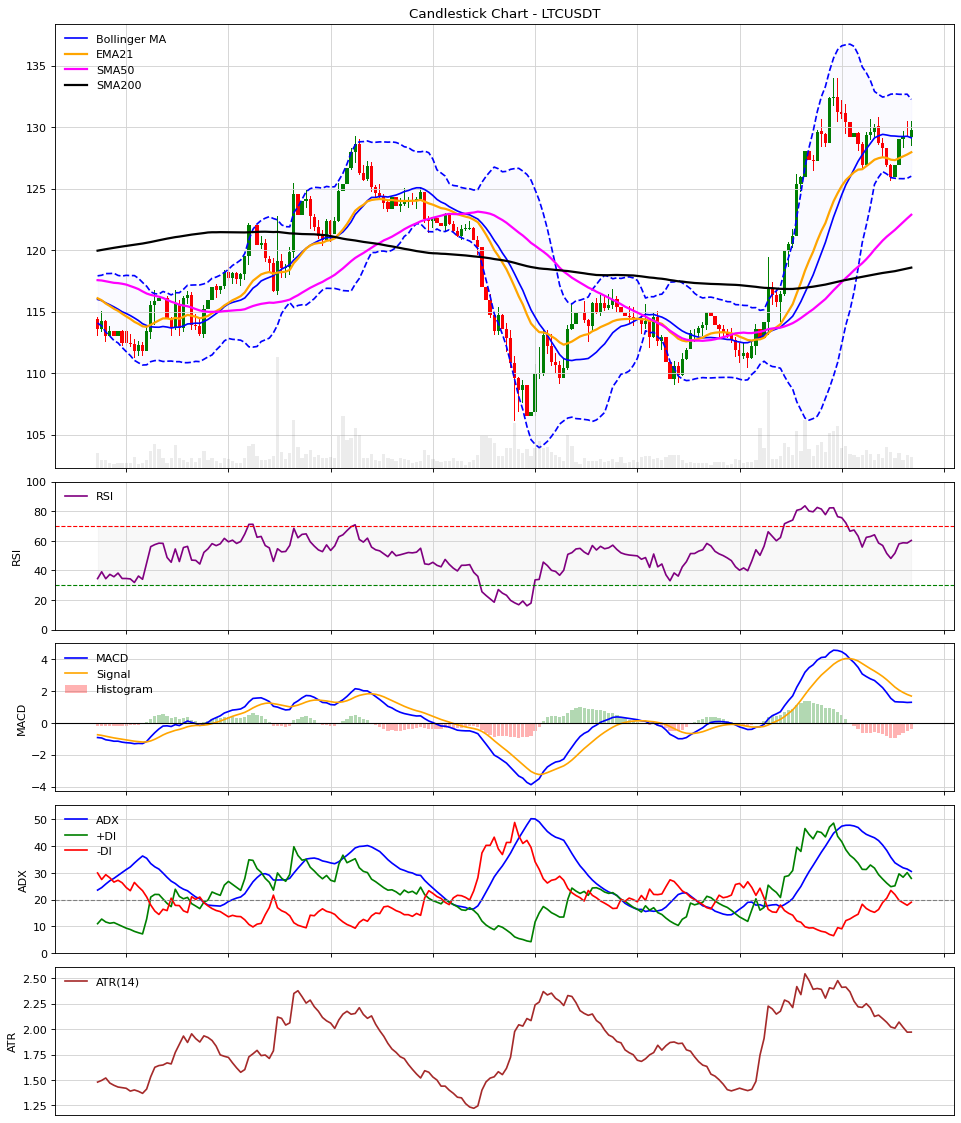 Candlestick Chart - LTCUSDT
Bollinger MA
EMA21
SMA50
SMA200
135
130
125
120
115
110
105
RSI
RSI
100
80
60
40
20
0
MACD
Signal
Histogram
MACD
4
2
0
−2
−4
ADX
+DI
-DI
ADX
50
40
30
20
10
0
ATR(14)
ATR
2.50
2.25
2.00
1.75
1.50
1.25